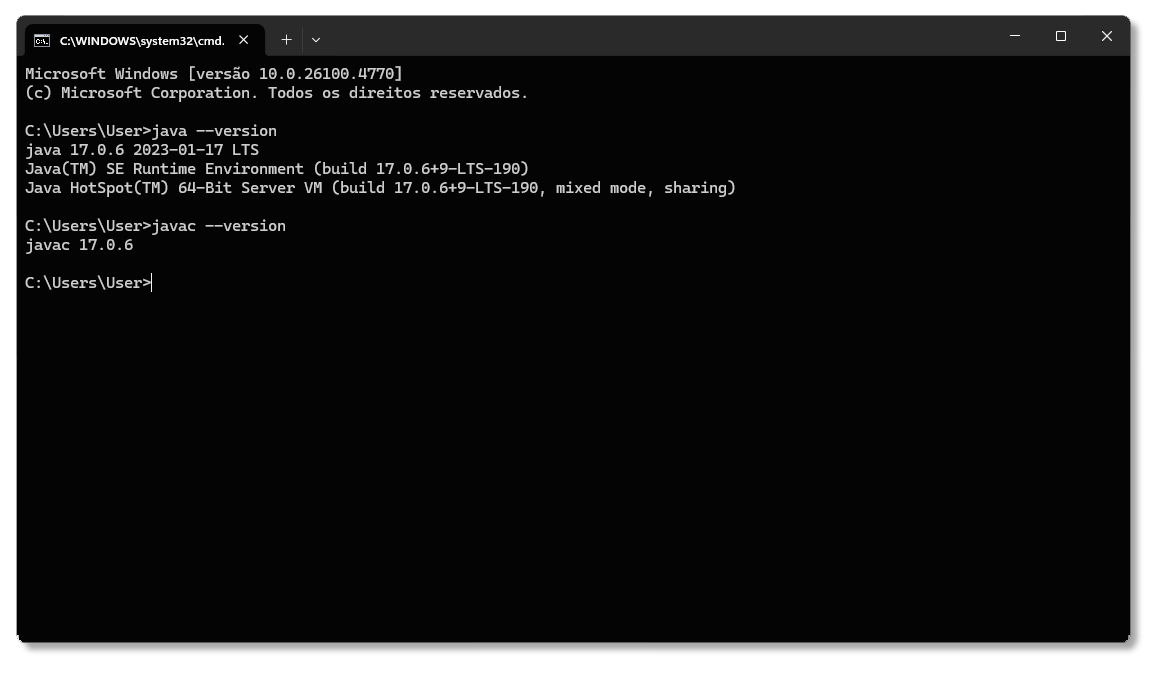 C:\WINDOWS\system32\cmd.
Microsoft Windows [versão 10.0.26100.4770]
(c) Microsoft Corporation. Todos os direitos reservados.
C:\Users\User>java --version
java 17.0.6 2023-01-17 LTS
Java(TM) SE Runtime Environment (build 17.0.6+9-LTS-190)
Java HotSpot(TM) 64-Bit Server VM (build 17.0.6+9-LTS-190, mixed mode, sharing)
C:\Users\User>javac --version
javac 17.0.6
C:\Users\User>